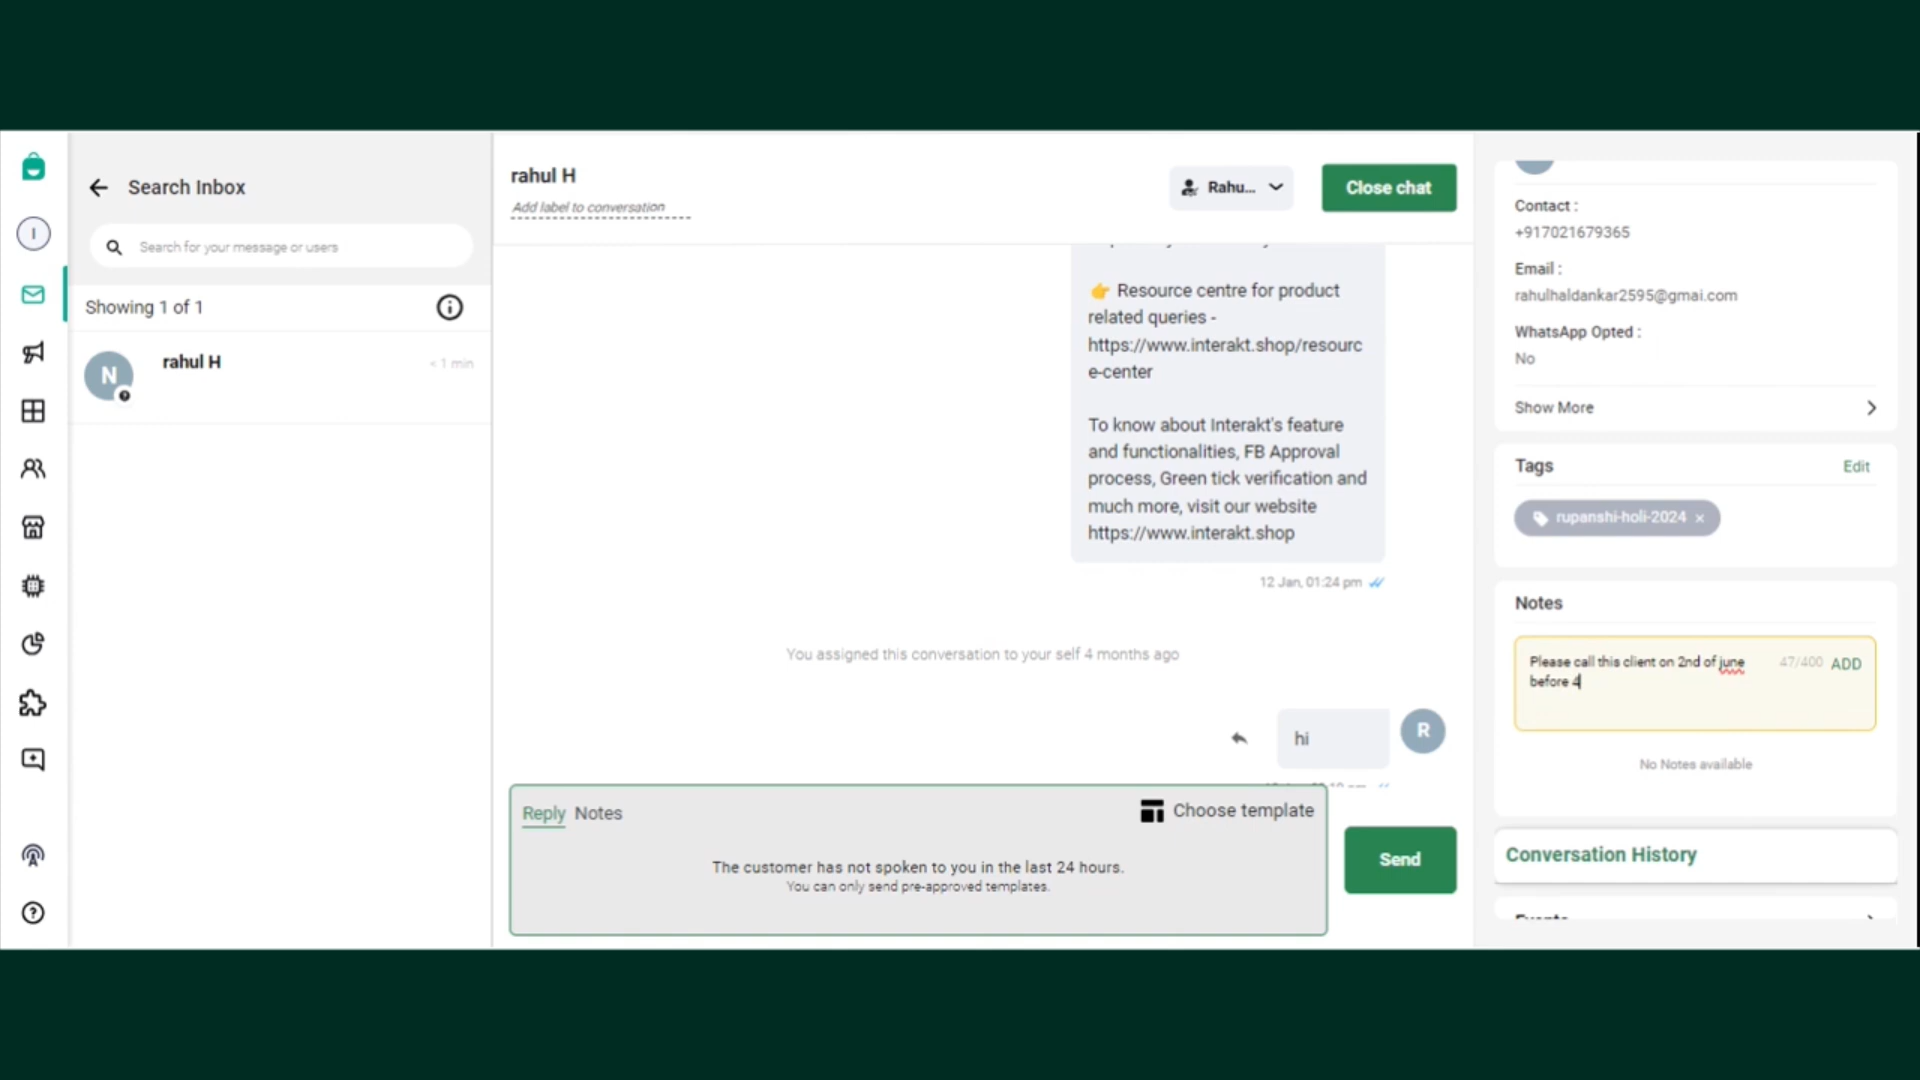 Search Inbox
Search for your message or users
Showing 1 of 1
N
rahul H
< 1 min
I
rahul H
Add label to conversation
Rahu...
Close chat
👉 Resource centre for product
related queries -
https://www.interakt.shop/resourc
e-center
To know about Interakt's feature
and functionalities, FB Approval
process, Green tick verification and
much more, visit our website
https://www.interakt.shop
12 Jan, 01:24 pm
You assigned this conversation to your self 4 months ago
hi
R
Reply Notes
Choose template
The customer has not spoken to you in the last 24 hours.
You can only send pre-approved templates.
Send
Contact :
+917021679365
Email :
rahulhaldankar2595@gmai.com
WhatsApp Opted :
No
Show More
Tags
Edit
rupanshi-holi-2024 ×
Notes
Please call this client on 2nd of june
before 4
47/400 ADD
No Notes available
Conversation History
Events